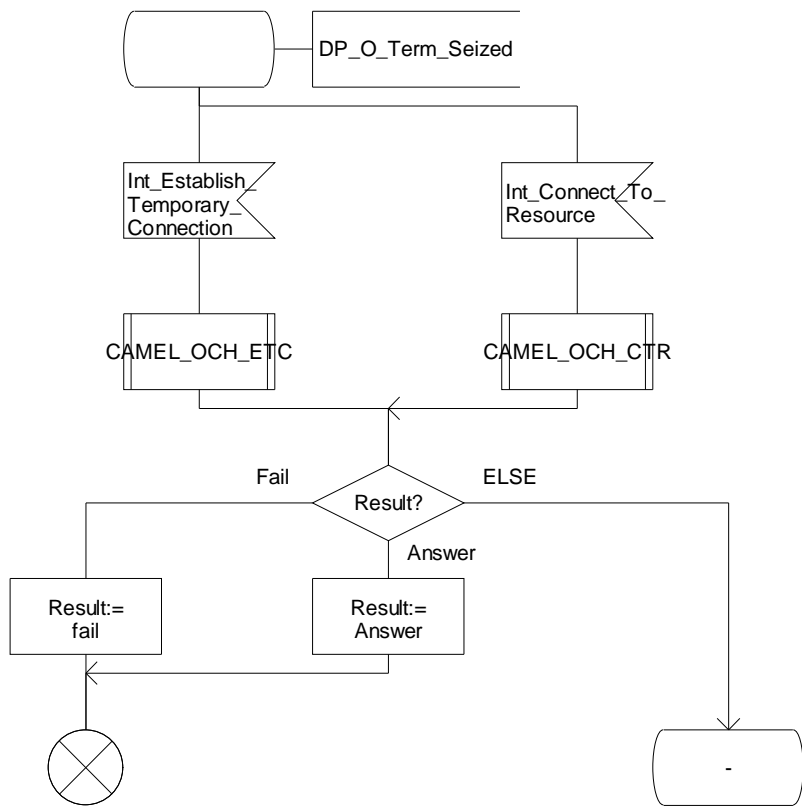 DP_O_Term_Seized
Int_Establish_
Temporary_
Connection
Int_Connect_To_
Resource
CAMEL_OCH_ETC
CAMEL_OCH_CTR
Fail
ELSE
Result?
Answer
Result:=
fail
Result:=
Answer
-